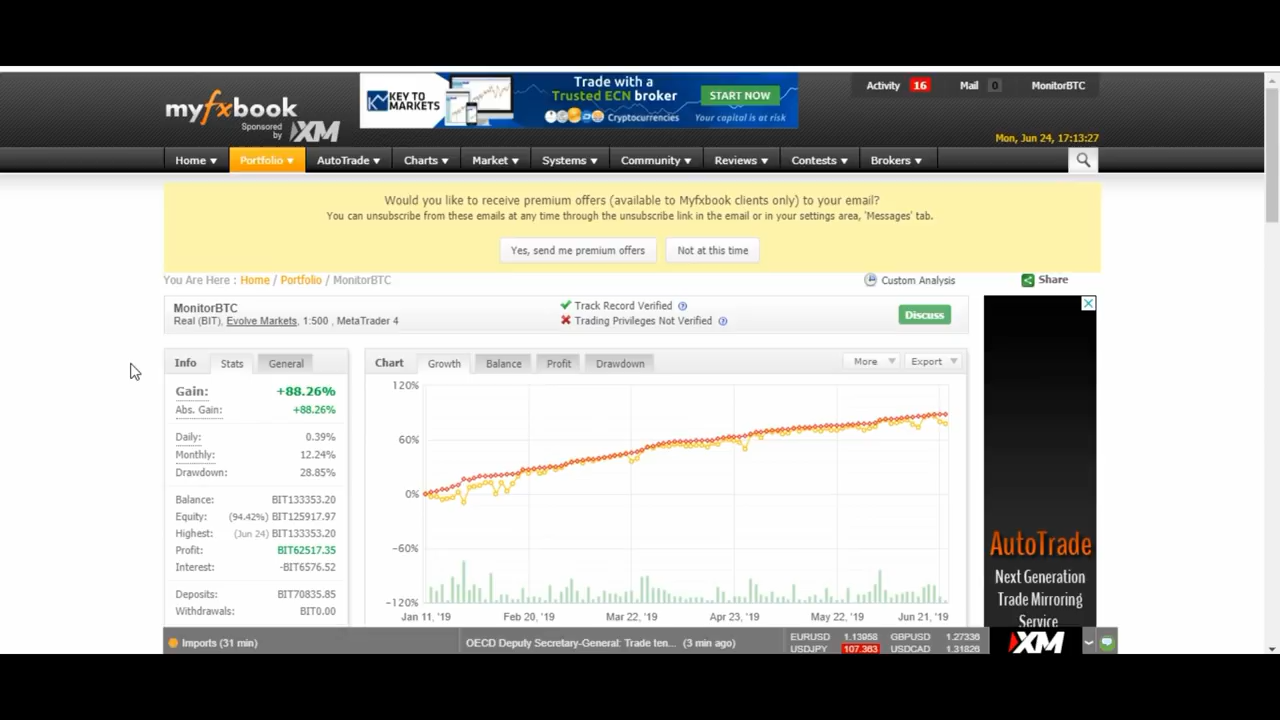 KEY TO MARKETS
Trade with a
Trusted ECN broker
START NOW
Cryptocurrencies
Your capital is at risk
Activity 16 Mail 0 MonitorBTC
myfxbook
Sponsored by XM
Mon, Jun 24, 17:13:27
Home Portfolio AutoTrade Charts Market Systems Community Reviews Contests Brokers
Would you like to receive premium offers (available to Myfxbook clients only) to your email?
You can unsubscribe from these emails at any time through the unsubscribe link in the email or in your settings area, 'Messages' tab.
Yes, send me premium offers Not at this time
You Are Here : Home / Portfolio / MonitorBTC Custom Analysis Share
MonitorBTC
Real (BIT), Evolve Markets, 1:500 , MetaTrader 4
Track Record Verified
Trading Privileges Not Verified
Discuss
Info Stats General
Gain: +88.26%
Abs. Gain: +88.26%
Daily: 0.39%
Monthly: 12.24%
Drawdown: 28.85%
Balance: BIT133353.20
Equity: (94.42%) BIT125917.97
Highest: (Jun 24) BIT133353.20
Profit: BIT62517.35
Interest: -BIT6576.52
Deposits: BIT70835.85
Withdrawals: BIT0.00
Chart Growth Balance Profit Drawdown More Export
120%
60%
0%
-60%
-120%
Jan 11, '19 Feb 20, '19 Mar 22, '19 Apr 23, '19 May 22, '19 Jun 21, '19
AutoTrade
Next Generation
Trade Mirroring
Service
Imports (31 min)
OECD Deputy Secretary-General: Trade ten... (3 min ago)
EURUSD 1.13958 GBPUSD 1.27336
USDJPY 107.363 USDCAD 1.31826
XM